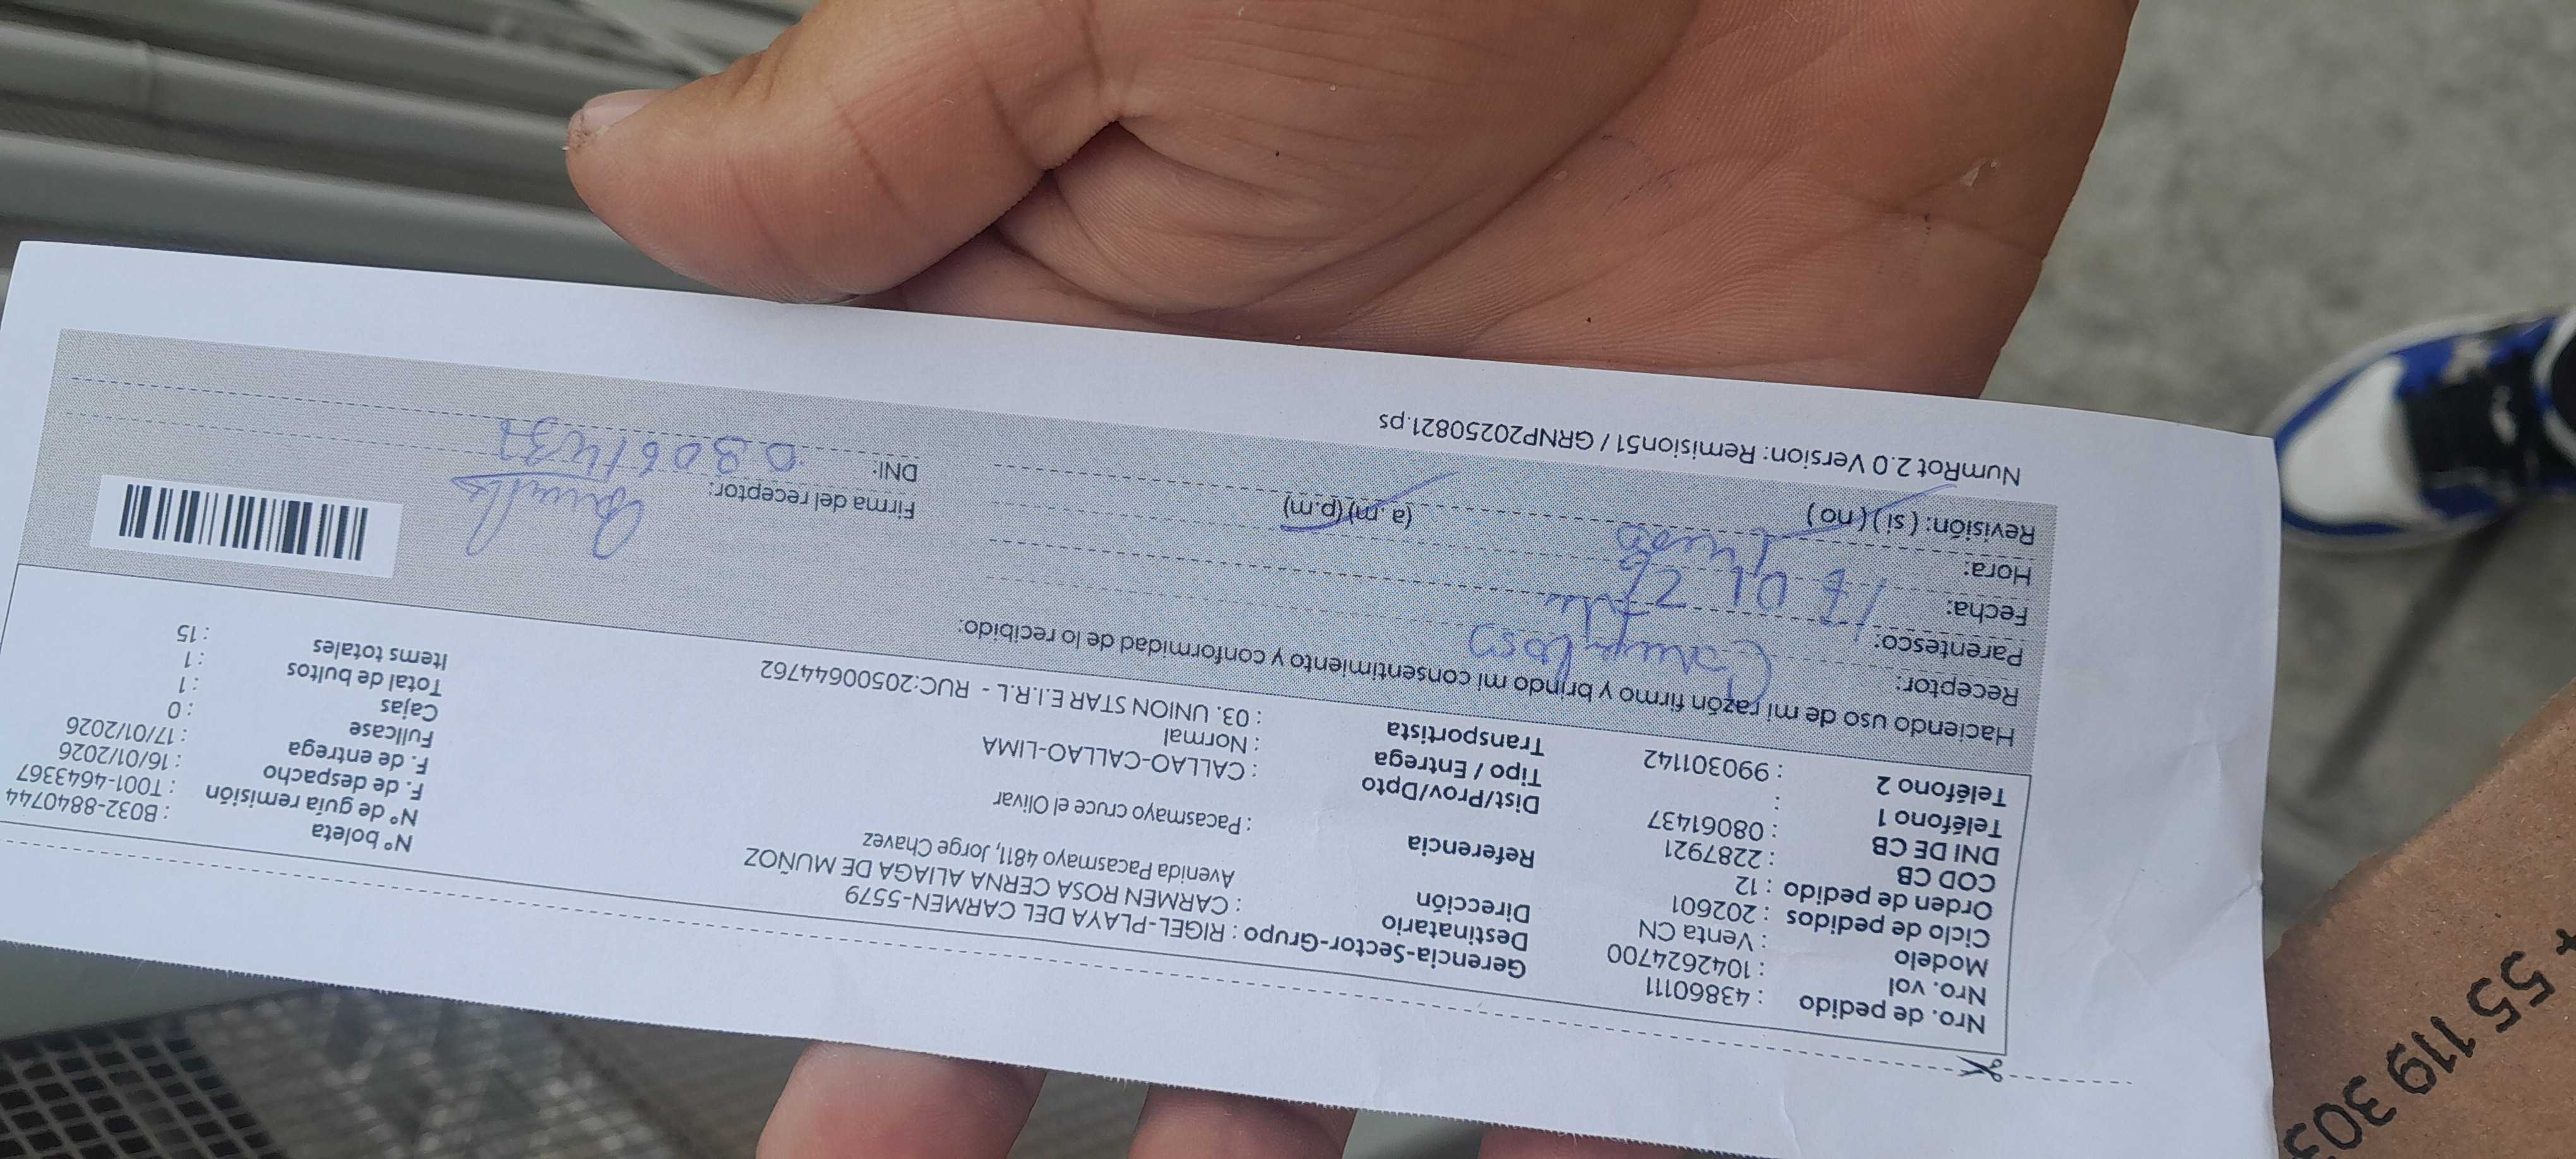 Nro. de pedido : 43860111
Nro. vol : 1042624700
Modelo : Venta CN
Ciclo de pedidos : 202601
Orden de pedido : 12
COD CB : 2287921
DNI DE CB : 08061437
Teléfono 1 :
Teléfono 2 : 990301142
Gerencia-Sector-Grupo : RIGEL-PLAYA DEL CARMEN-5579
Destinatario : CARMEN ROSA CERNA ALIAGA DE MUÑOZ
Dirección Avenida Pacasmayo 4811, Jorge Chavez
Referencia : Pacasmayo cruce el Olivar
Dist/Prov/Dpto : CALLAO-CALLAO-LIMA
Tipo / Entrega : Normal
Transportista : 03. UNION STAR E.I.R.L - RUC:20500644762
N° boleta : B032-8840744
N° de guía remisión : T001-4643367
F. de despacho : 16/01/2026
F. de entrega : 17/01/2026
Fullcase : 0
Cajas : 1
Total de bultos : 1
Items totales : 15
Haciendo uso de mi razón firmo y brindo mi consentimiento y conformidad de lo recibido:
Receptor:
Parentesco:
Fecha: 17 01
Hora: (a.m) (p.m)
Revisión: ( si ) ( no )
Firma del receptor:
DNI:
NumRot 2.0 Version: Remision51 / GRNP20250821.ps
55 119 303